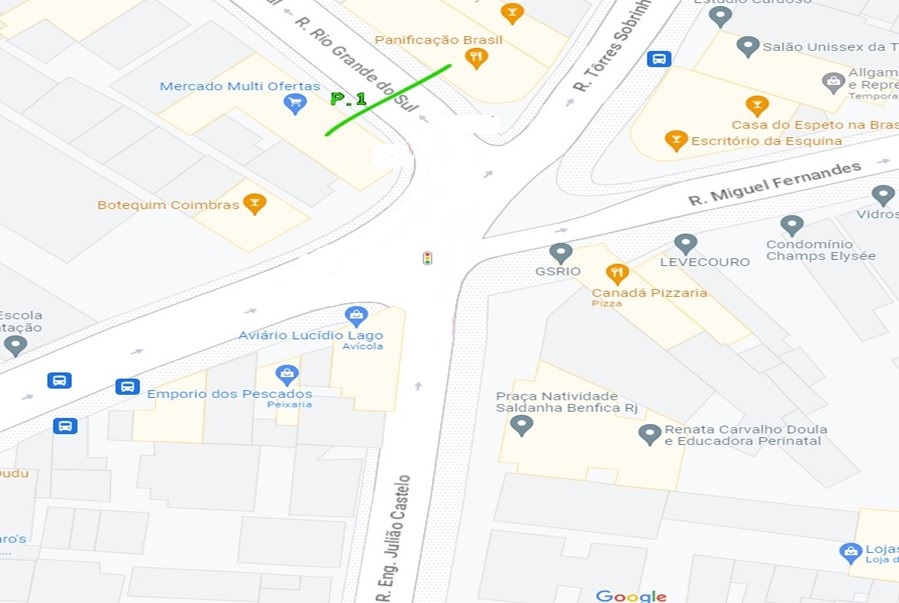 Estúdio Cardoso
R. Rio Grande do Sul
Panificação Brasil
R. Tôrres Sobrinho
Salão Unissex da T
Mercado Multi Ofertas
P.1
Allgam
e Repre
Tempora
Casa do Espeto na Bras
Escritório da Esquina
R. Miguel Fernandes
Botequim Coimbras
Vidros
Condomínio
Champs Elysée
LEVECOURO
GSRIO
Canadá Pizzaria
Pizza
Escola
ntação
Aviário Lucídio Lago
Avícola
Emporio dos Pescados
Peixaria
Praça Natividade
Saldanha Benfica Rj
Renata Carvalho Doula
e Educadora Perinatal
R. Eng. Julião Castelo
Dudu
aro's
Lojas
Loja d
Google